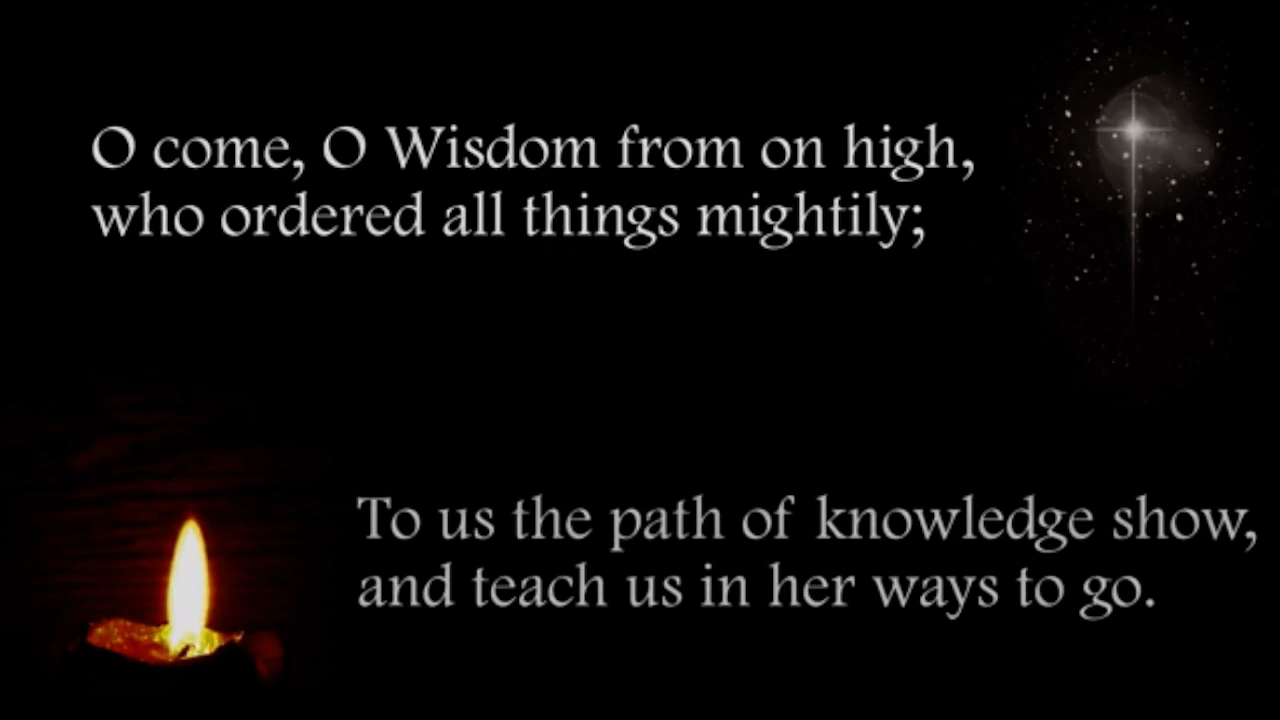 O come, O Wisdom from on high,
who ordered all things mightily;
To us the path of knowledge show,
and teach us in her ways to go.